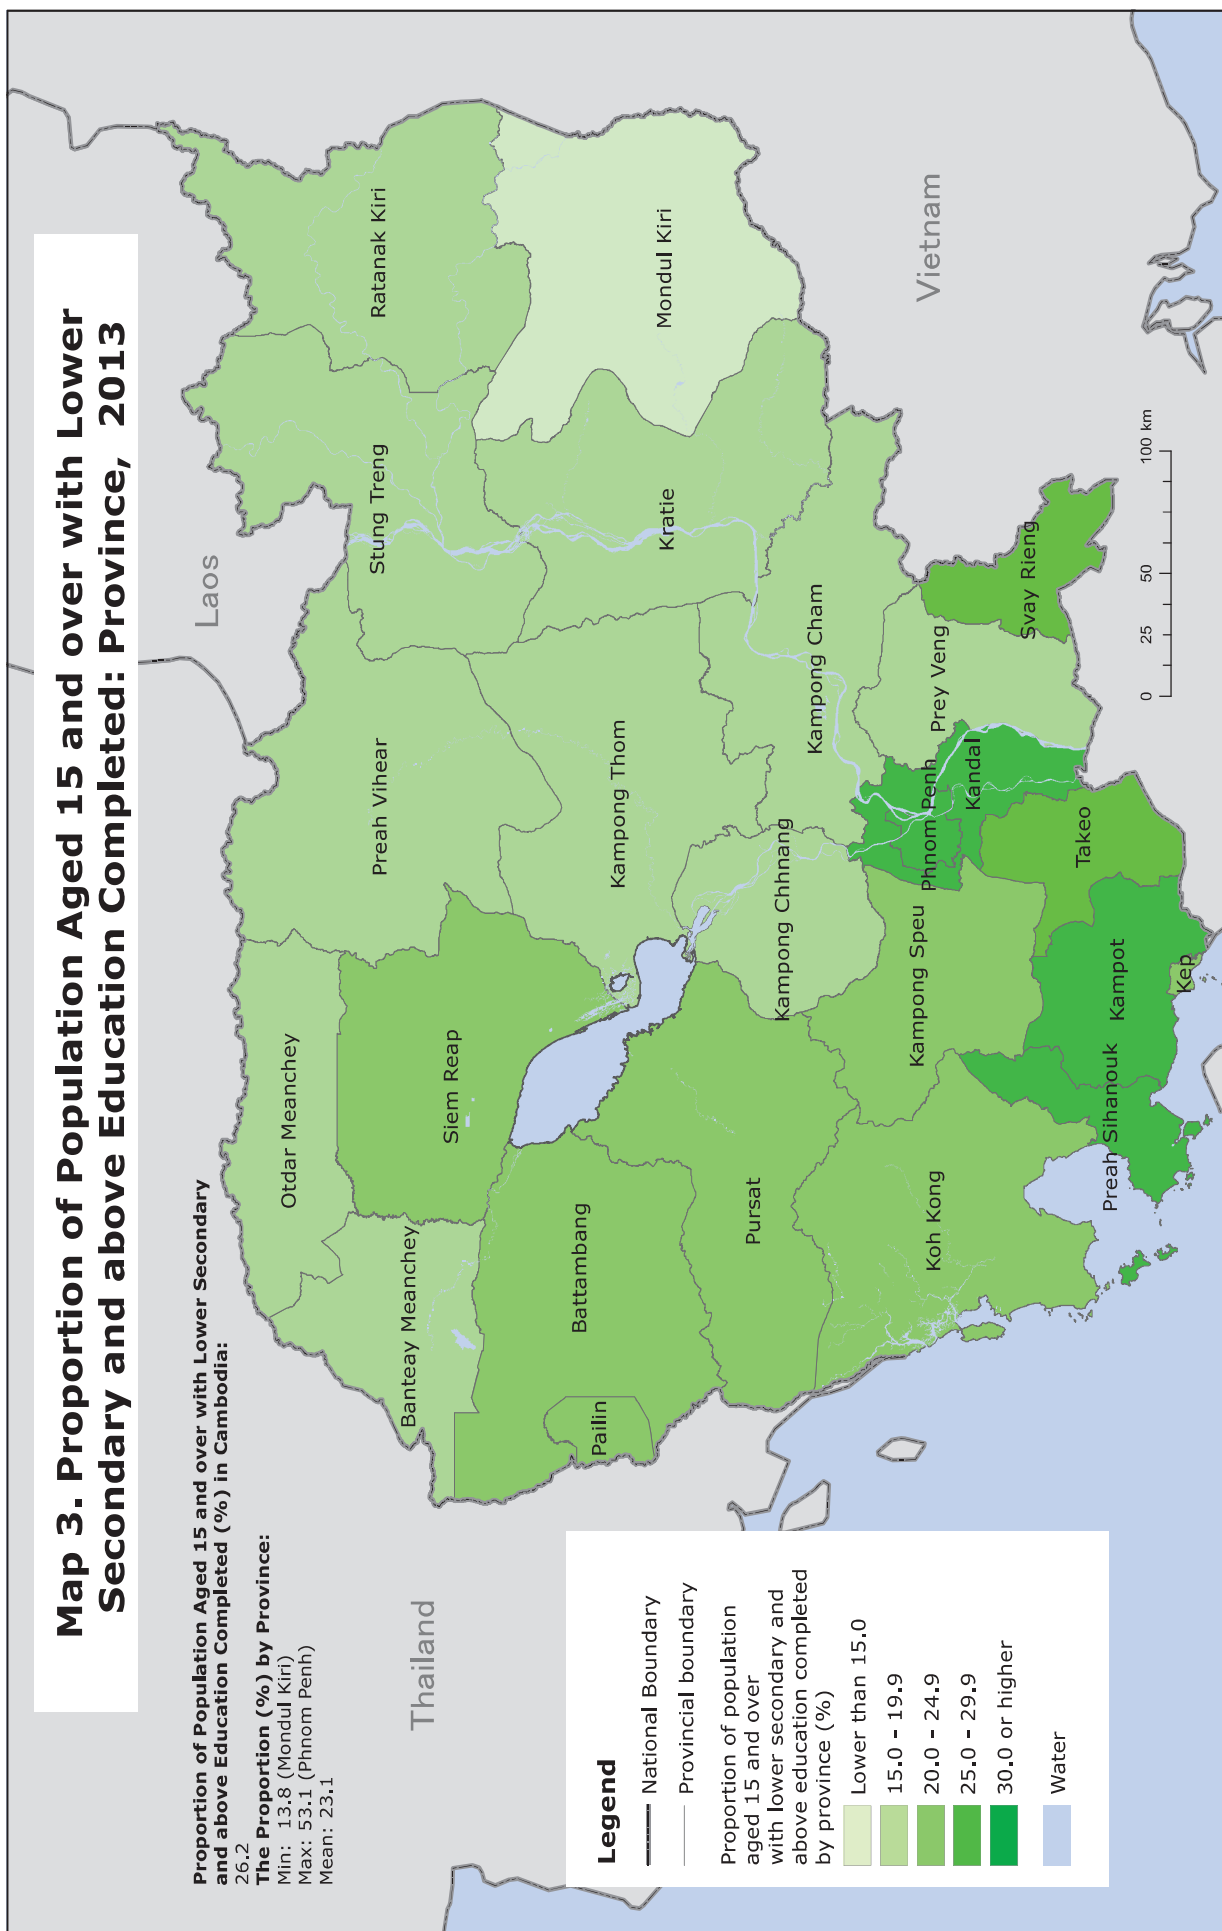 Map 3. Proportion of Population Aged 15 and over with Lower
Secondary and above Education Completed: Province, 2013
Proportion of Population Aged 15 and over with Lower Secondary
and above Education Completed (%) in Cambodia:
26.2
The Proportion (%) by Province:
Min: 13.8 (Mondul Kiri)
Max: 53.1 (Phnom Penh)
Mean: 23.1
Laos
Thailand
Vietnam
Otdar Meanchey
Preah Vihear
Stung Treng
Ratanak Kiri
Banteay Meanchey
Siem Reap
Battambang
Pailin
Kampong Thom
Kratie
Mondul Kiri
Pursat
Kampong Chhnang
Kampong Cham
Koh Kong
Kampong Speu
Phnom Penh
Kandal
Prey Veng
Svay Rieng
Takeo
Preah Sihanouk
Kampot
Kep
0 25 50 100 km
Legend
National Boundary
Provincial boundary
Proportion of population
aged 15 and over
with lower secondary and
above education completed
by province (%)
Lower than 15.0
15.0 - 19.9
20.0 - 24.9
25.0 - 29.9
30.0 or higher
Water